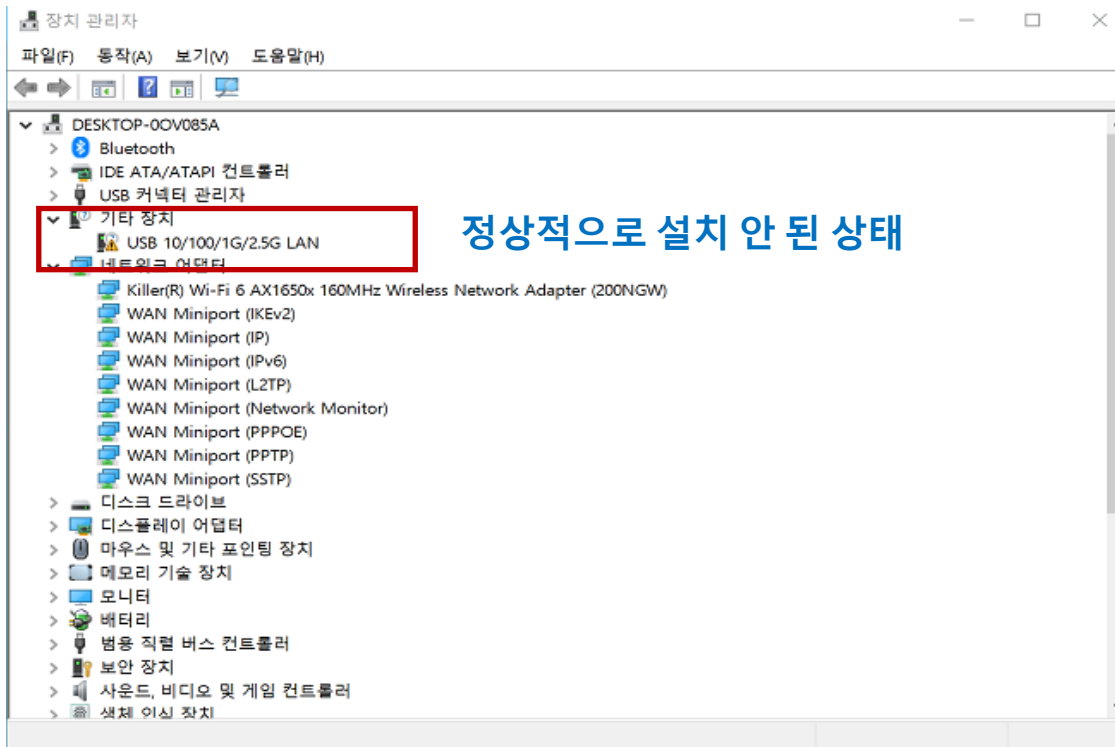 장치 관리자
파일(F) 동작(A) 보기(V) 도움말(H)
DESKTOP-0OV085A
Bluetooth
IDE ATA/ATAPI 컨트롤러
USB 커넥터 관리자
기타 장치
정상적으로 설치 안 된 상태
USB 10/100/1G/2.5G LAN
네트워크 어댑터
Killer(R) Wi-Fi 6 AX1650x 160MHz Wireless Network Adapter (200NGW)
WAN Miniport (IKEv2)
WAN Miniport (IP)
WAN Miniport (IPv6)
WAN Miniport (L2TP)
WAN Miniport (Network Monitor)
WAN Miniport (PPPOE)
WAN Miniport (PPTP)
WAN Miniport (SSTP)
디스크 드라이브
디스플레이 어댑터
마우스 및 기타 포인팅 장치
메모리 기술 장치
모니터
배터리
범용 직렬 버스 컨트롤러
보안 장치
사운드, 비디오 및 게임 컨트롤러
생체 인식 장치